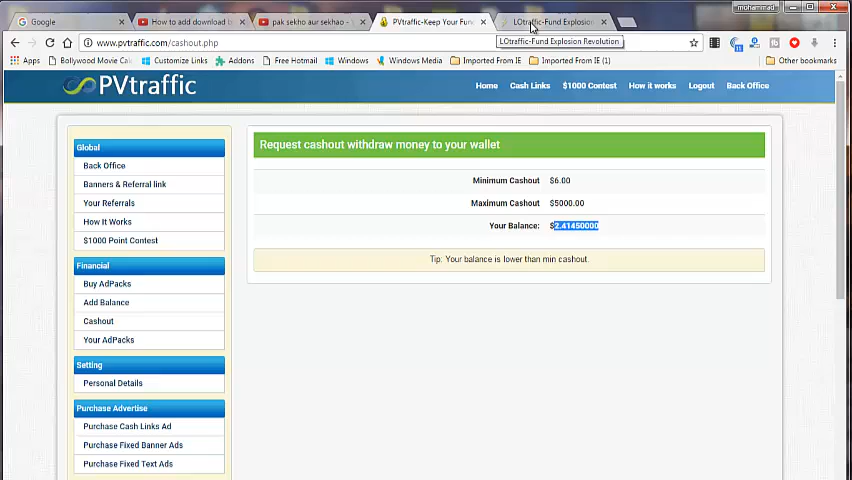 mohammad
Google
How to add download b
pak sekho aur sekhao -
PVtraffic-Keep Your Fun
LOtraffic-Fund Explosion
www.pvtraffic.com/cashout.php
LOtraffic-Fund Explosion Revolution
Apps
Bollywood Movie Cal
Customize Links
Addons
Free Hotmail
Windows
Windows Media
Imported From IE
Imported From IE (1)
Other bookmarks
PVtraffic
Home
Cash Links
$1000 Contest
How it works
Logout
Back Office
Global
Back Office
Banners & Referral link
Your Referrals
How It Works
$1000 Point Contest
Financial
Buy AdPacks
Add Balance
Cashout
Your AdPacks
Setting
Personal Details
Purchase Advertise
Purchase Cash Links Ad
Purchase Fixed Banner Ads
Purchase Fixed Text Ads
Request cashout withdraw money to your wallet
Minimum Cashout $6.00
Maximum Cashout $5000.00
Your Balance: $2.41450000
Tip: Your balance is lower than min cashout.